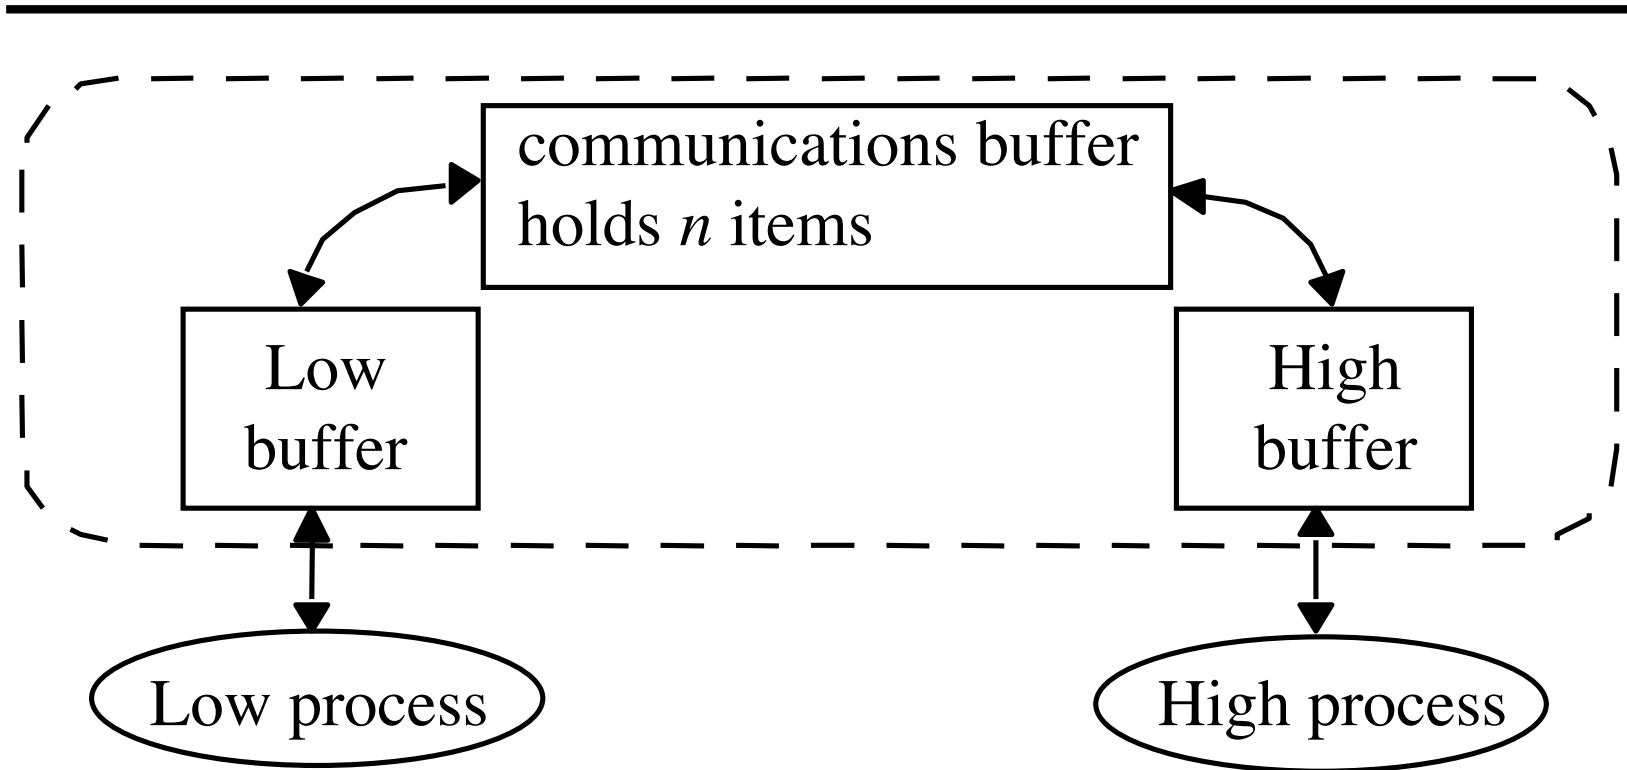 communications buffer
holds n items
Low
buffer
High
buffer
Low process
High process